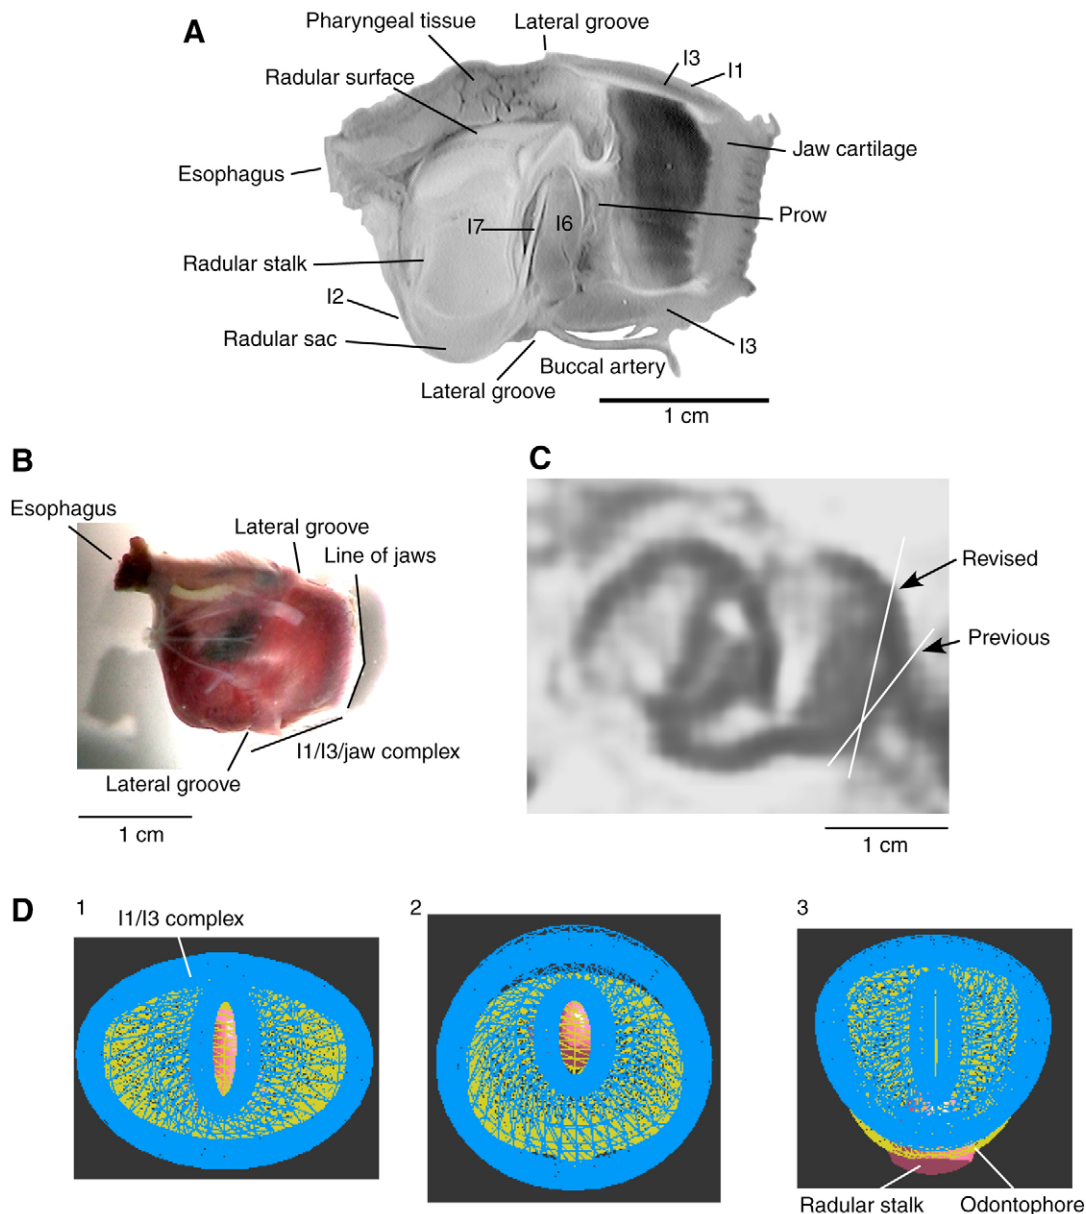 A
Pharyngeal tissue
Lateral groove
I3
I1
Radular surface
Jaw cartilage
Esophagus
Prow
I7
I6
Radular stalk
I2
Radular sac
I3
Buccal artery
Lateral groove
1 cm
B
Esophagus
Lateral groove
Line of jaws
I1/I3/jaw complex
Lateral groove
1 cm
C
Revised
Previous
1 cm
D
1
I1/I3 complex
2
3
Radular stalk
Odontophore